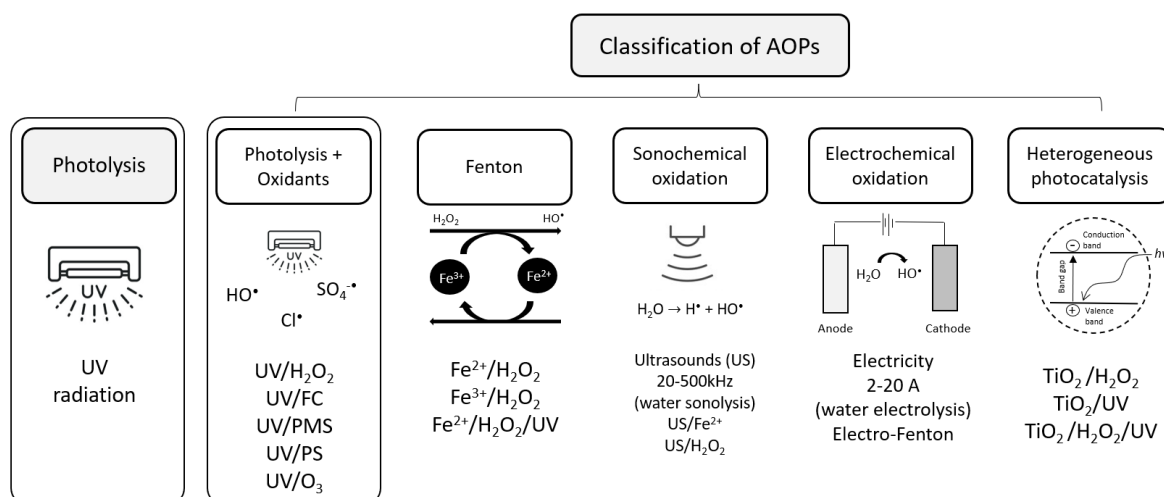 Classification of AOPs
Photolysis
UV
UV
radiation
Photolysis +
Oxidants
UV
HO•
SO₄⁻•
Cl•
UV/H₂O₂
UV/FC
UV/PMS
UV/PS
UV/O₃
Fenton
H₂O₂ HO•
Fe³⁺ Fe²⁺
Fe²⁺/H₂O₂
Fe³⁺/H₂O₂
Fe²⁺/H₂O₂/UV
Sonochemical
oxidation
H₂O → H• + HO•
Ultrasounds (US)
20-500kHz
(water sonolysis)
US/Fe²⁺
US/H₂O₂
Electrochemical
oxidation
H₂O HO•
Anode Cathode
Electricity
2-20 A
(water electrolysis)
Electro-Fenton
Heterogeneous
photocatalysis
− Conduction
band
hν
Band gap
+ Valence
band
TiO₂/H₂O₂
TiO₂/UV
TiO₂/H₂O₂/UV